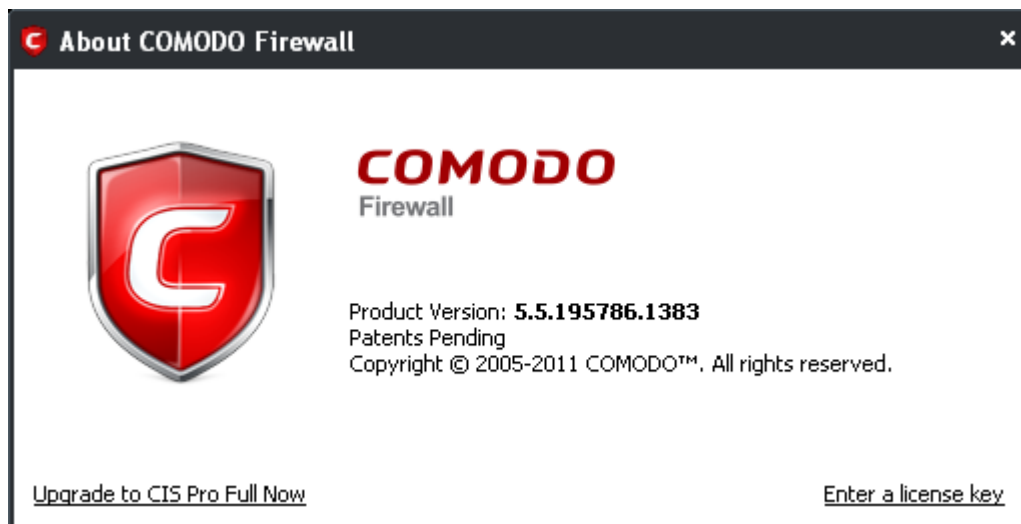 About COMODO Firewall
COMODO
Firewall
Product Version: 5.5.195786.1383
Patents Pending
Copyright © 2005-2011 COMODO™. All rights reserved.
Upgrade to CIS Pro Full Now
Enter a license key